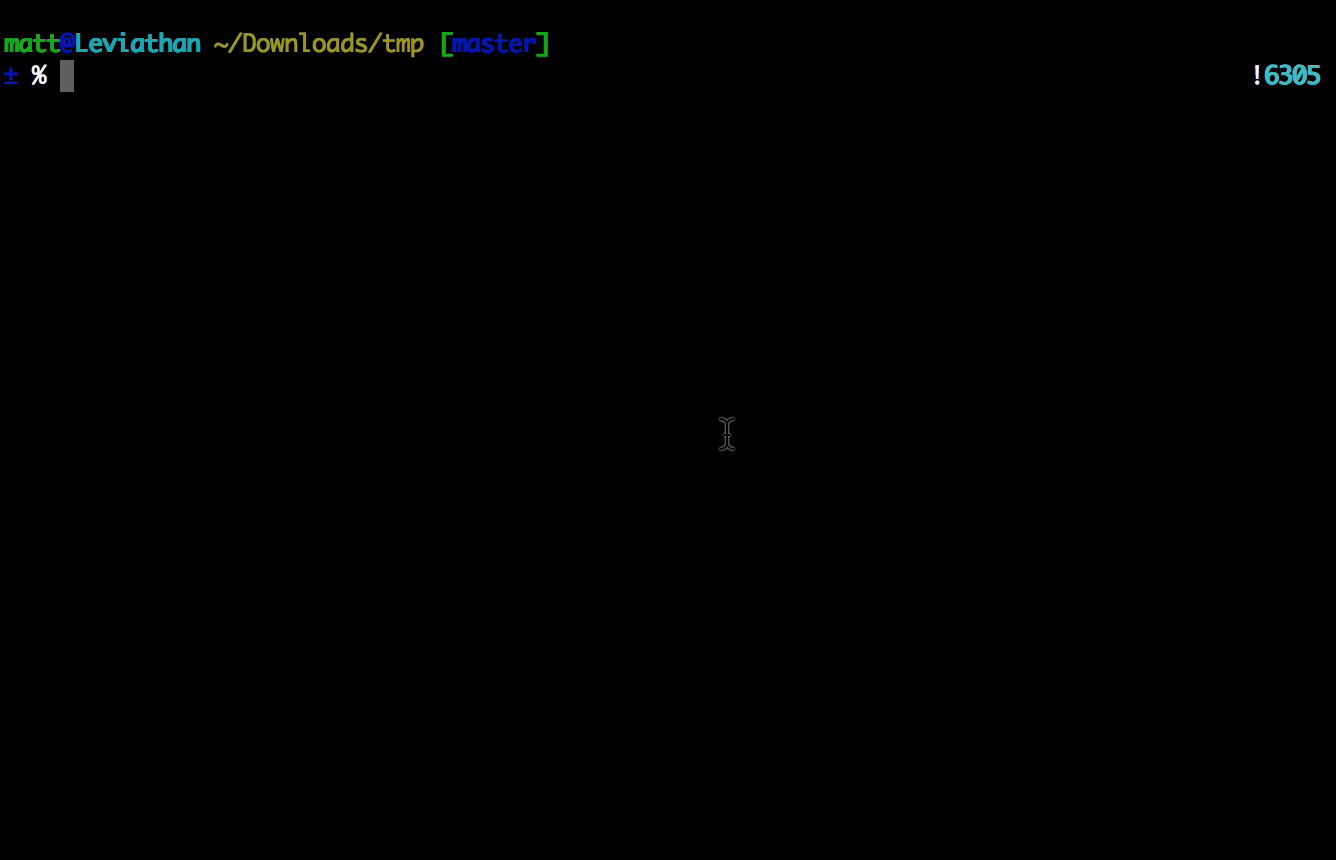 matt@Leviathan ~/Downloads/tmp [master]
± % !6305